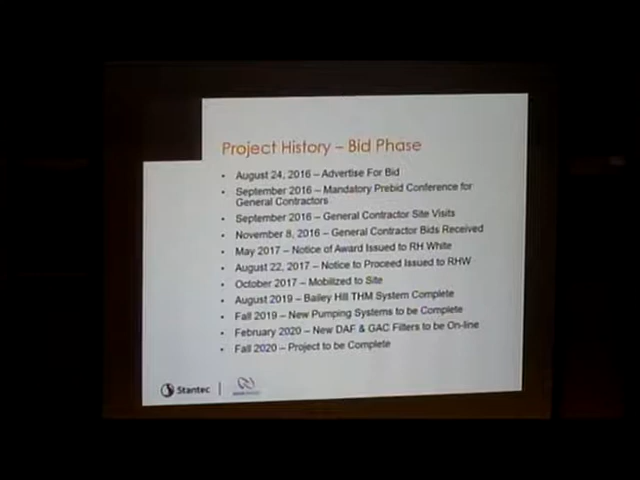 Project History – Bid Phase
• August 24, 2016 – Advertise For Bid
• September 2016 – Mandatory Prebid Conference for
General Contractors
• September 2016 – General Contractor Site Visits
• November 8, 2016 – General Contractor Bids Received
• May 2017 – Notice of Award Issued to RH White
• August 22, 2017 – Notice to Proceed Issued to RHW
• October 2017 – Mobilized to Site
• August 2019 – Bailey Hill THM System Complete
• Fall 2019 – New Pumping Systems to be Complete
• February 2020 – New DAF & GAC Filters to be On-line
• Fall 2020 – Project to be Complete
Stantec